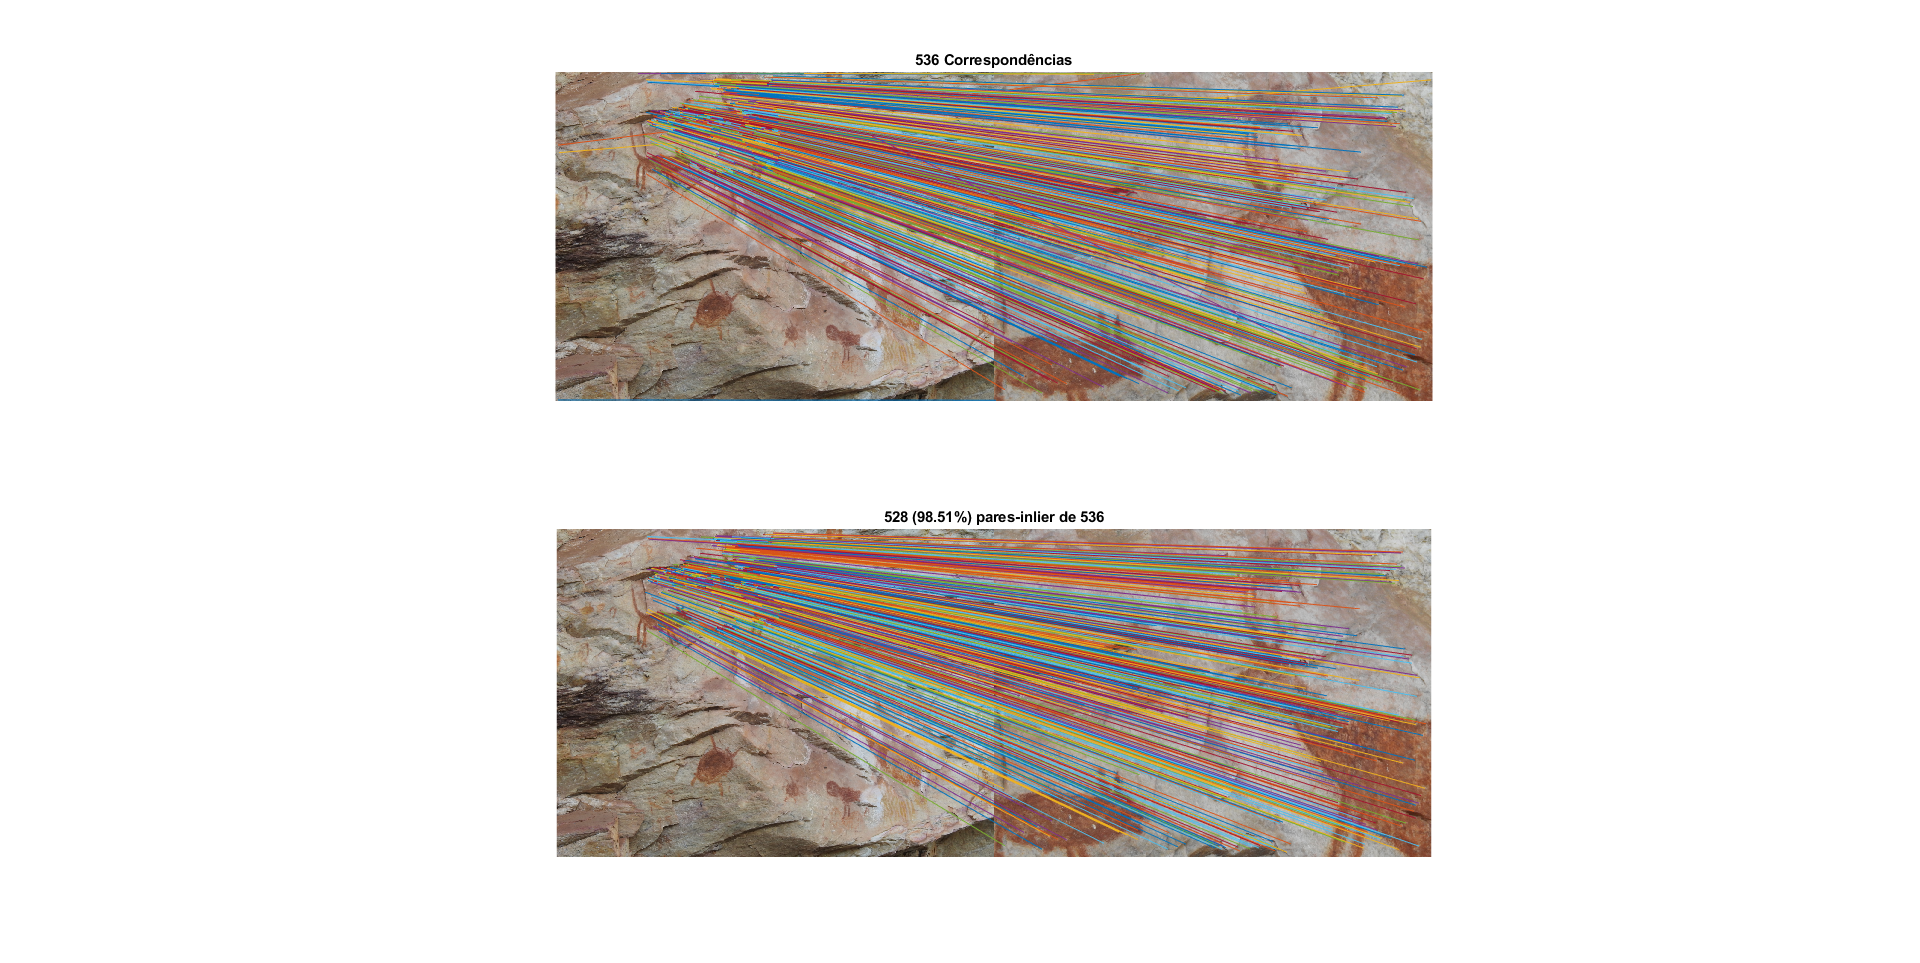 536 Correspondências
528 (98.51%) pares-inlier de 536